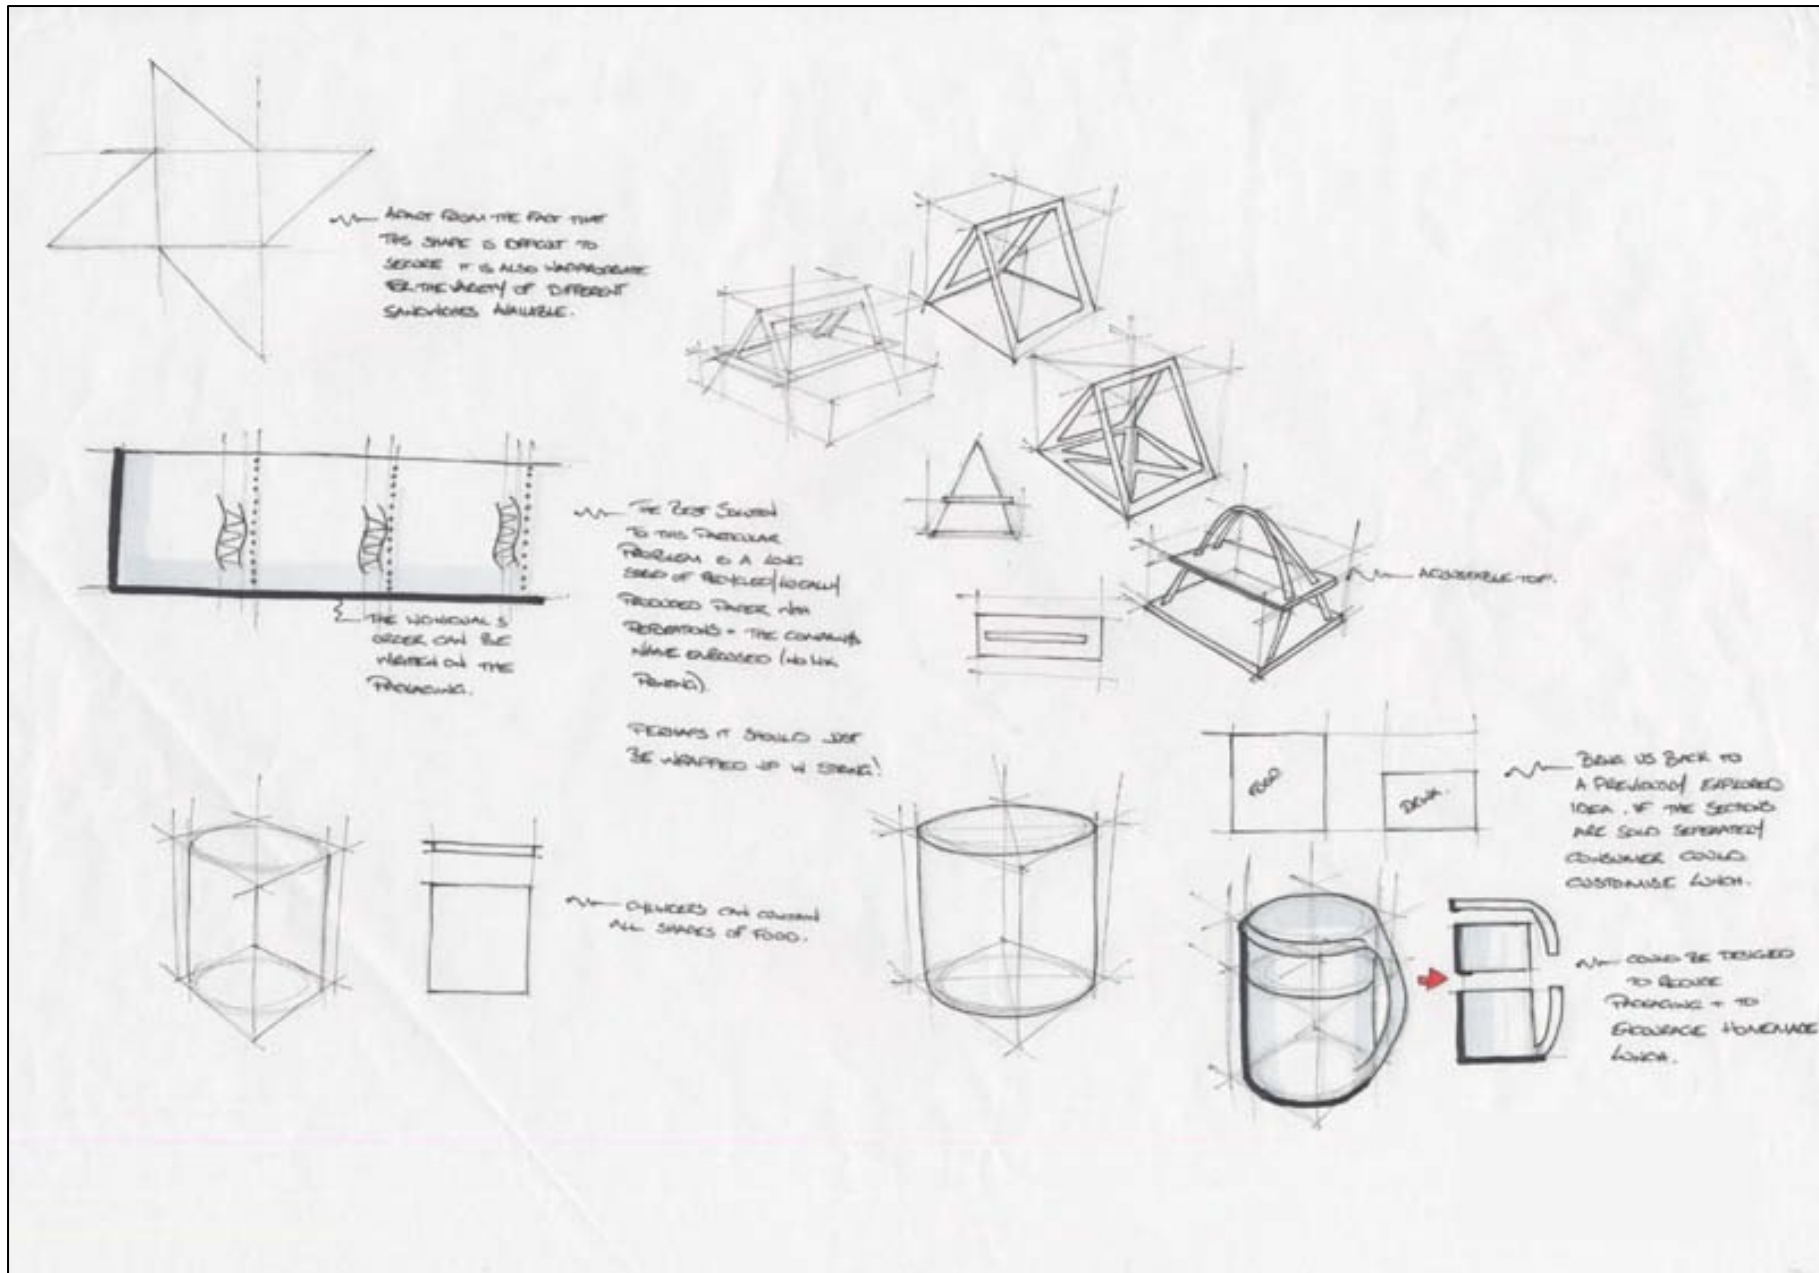 APART FROM THE FACT THAT
THIS SHAPE IS DIFFICULT TO
SECURE IT IS ALSO INAPPROPRIATE
FOR THE VARIETY OF DIFFERENT
SANDWICHES AVAILABLE.
THE BEST SOLUTION
TO THIS PARTICULAR
PROBLEM IS A LONG
OF RECYCLED/LOCALLY
PRODUCED PAPER WITH
PERFORATIONS + THE COMPANY'S
NAME EMBOSSED (NO INK
PRINTING).
PERHAPS IT SHOULD JUST
BE WRAPPED UP IN STRING!
THE INDIVIDUAL'S
ORDER CAN BE
WRITTEN ON THE
PACKAGING.
ADJUSTABLE TOP.
FOOD
DRINK.
BRING US BACK TO
A PREVIOUSLY EXPLORED
IDEA. IF THE SECTIONS
ARE SOLD SEPERATELY
CONSUMER COULD
CUSTOMISE LUNCH.
CYLINDERS CAN CONTAIN
ALL SHAPES OF FOOD.
COULD BE DESIGNED
TO REDUCE
PACKAGING + TO
ENCOURAGE HOMEMADE
LUNCH.